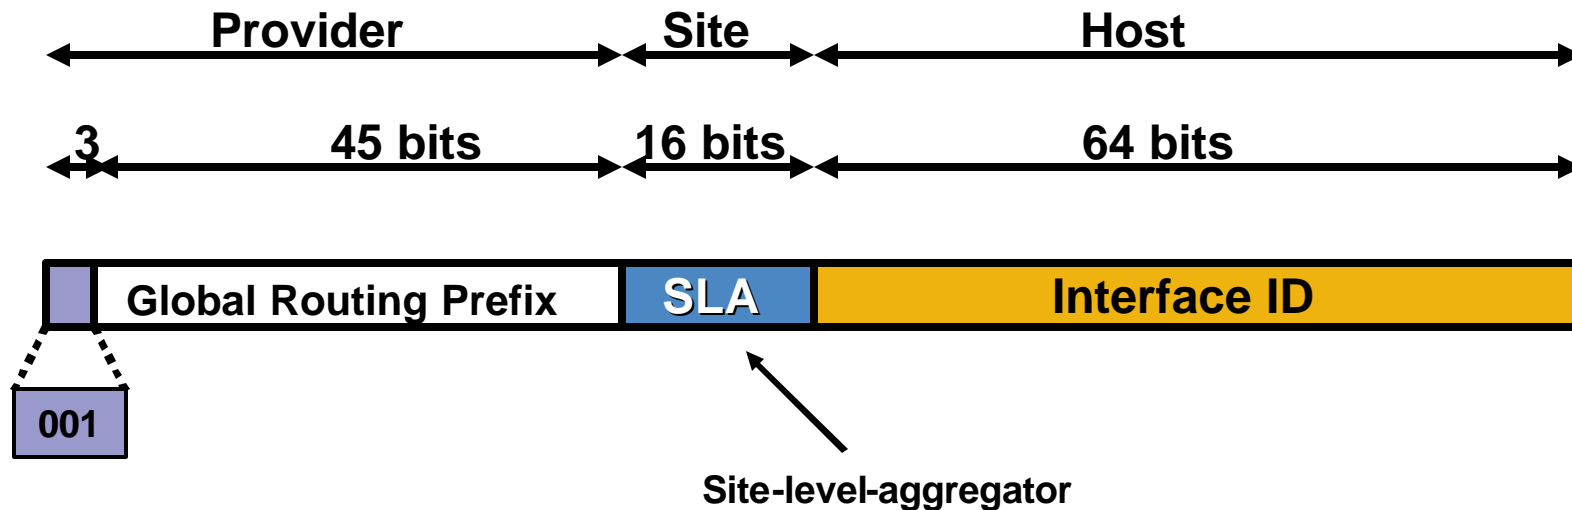 Provider Site Host
3 45 bits 16 bits 64 bits
Global Routing Prefix SLA Interface ID
001
Site-level-aggregator